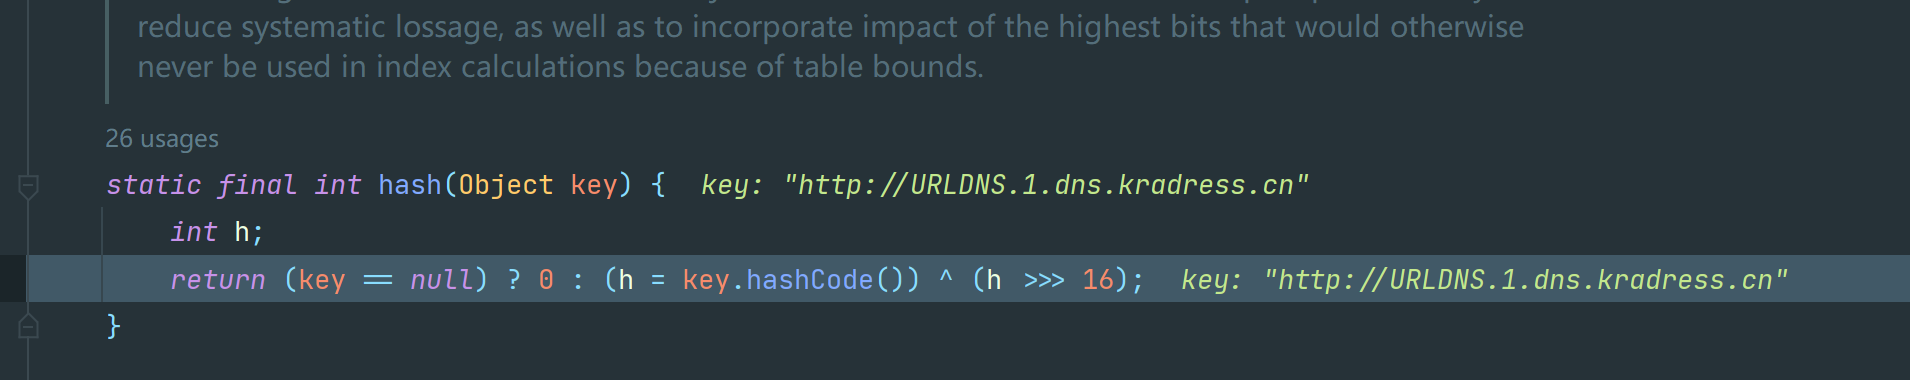 reduce systematic lossage, as well as to incorporate impact of the highest bits that would otherwise
never be used in index calculations because of table bounds.
26 usages
static final int hash(Object key) {  key: "http://URLDNS.1.dns.kradress.cn"
int h;
return (key == null) ? 0 : (h = key.hashCode()) ^ (h >>> 16);  key: "http://URLDNS.1.dns.kradress.cn"
}